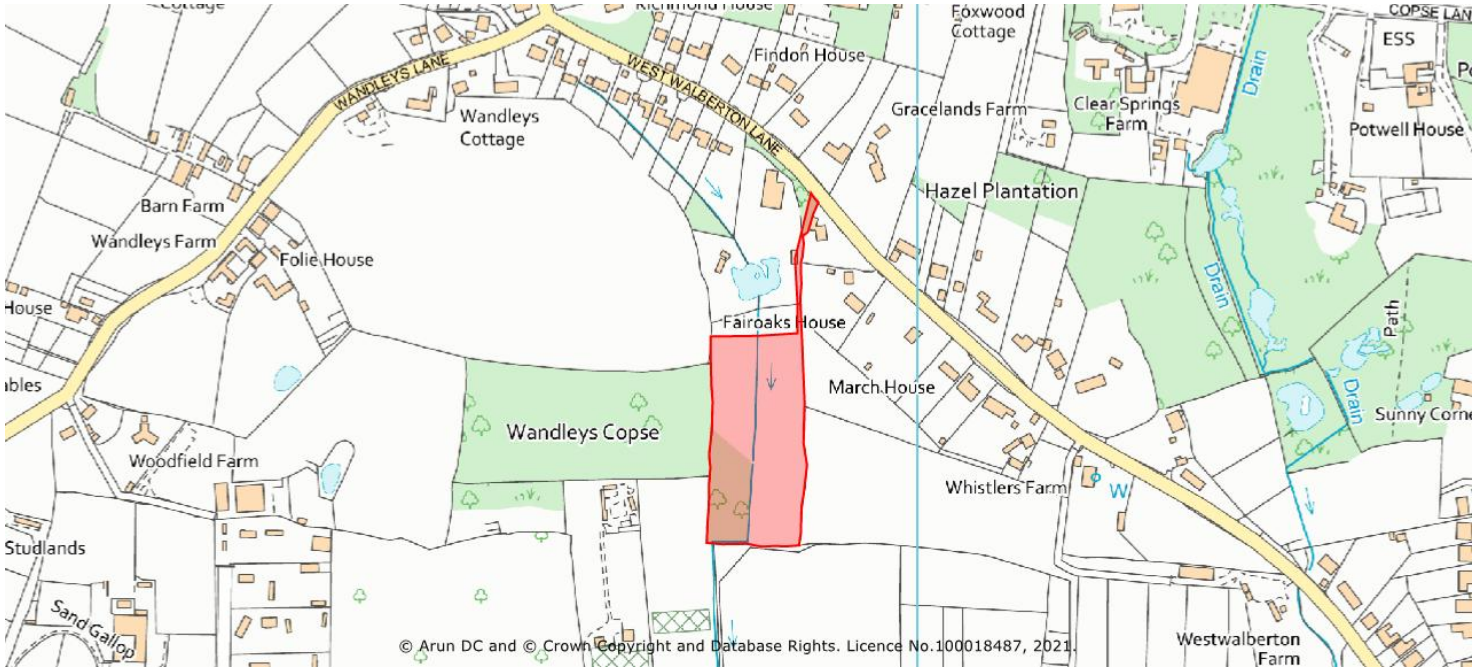 Cottage
Richmond House
Foxwood
Cottage
COPSE LANE
ESS
Findon House
WANDLEYS LANE
WEST WALBERTON LANE
Wandleys
Cottage
Gracelands Farm
Clear Springs
Farm
Drain
Potwell House
Barn Farm
Hazel Plantation
Wandleys Farm
Folie House
House
Drain
Path
Fairoaks House
ables
March House
Drain
Sunny Corne
Wandleys Copse
Woodfield Farm
Whistlers Farm
W
Studlands
Sand Gallop
Westwalberton
Farm
© Arun DC and © Crown Copyright and Database Rights. Licence No.100018487, 2021.